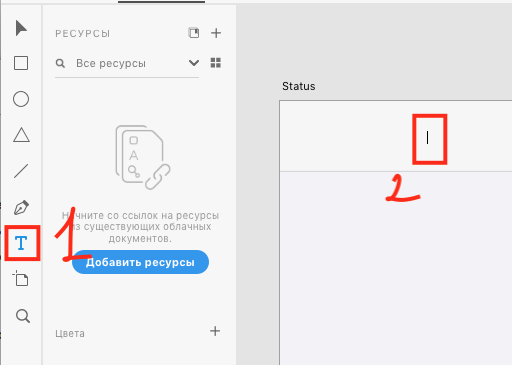 РЕСУРСЫ
Все ресурсы
Status
A
Начните со ссылок на ресурсы
из существующих облачных
документов.
Добавить ресурсы
Цвета
T
1
2